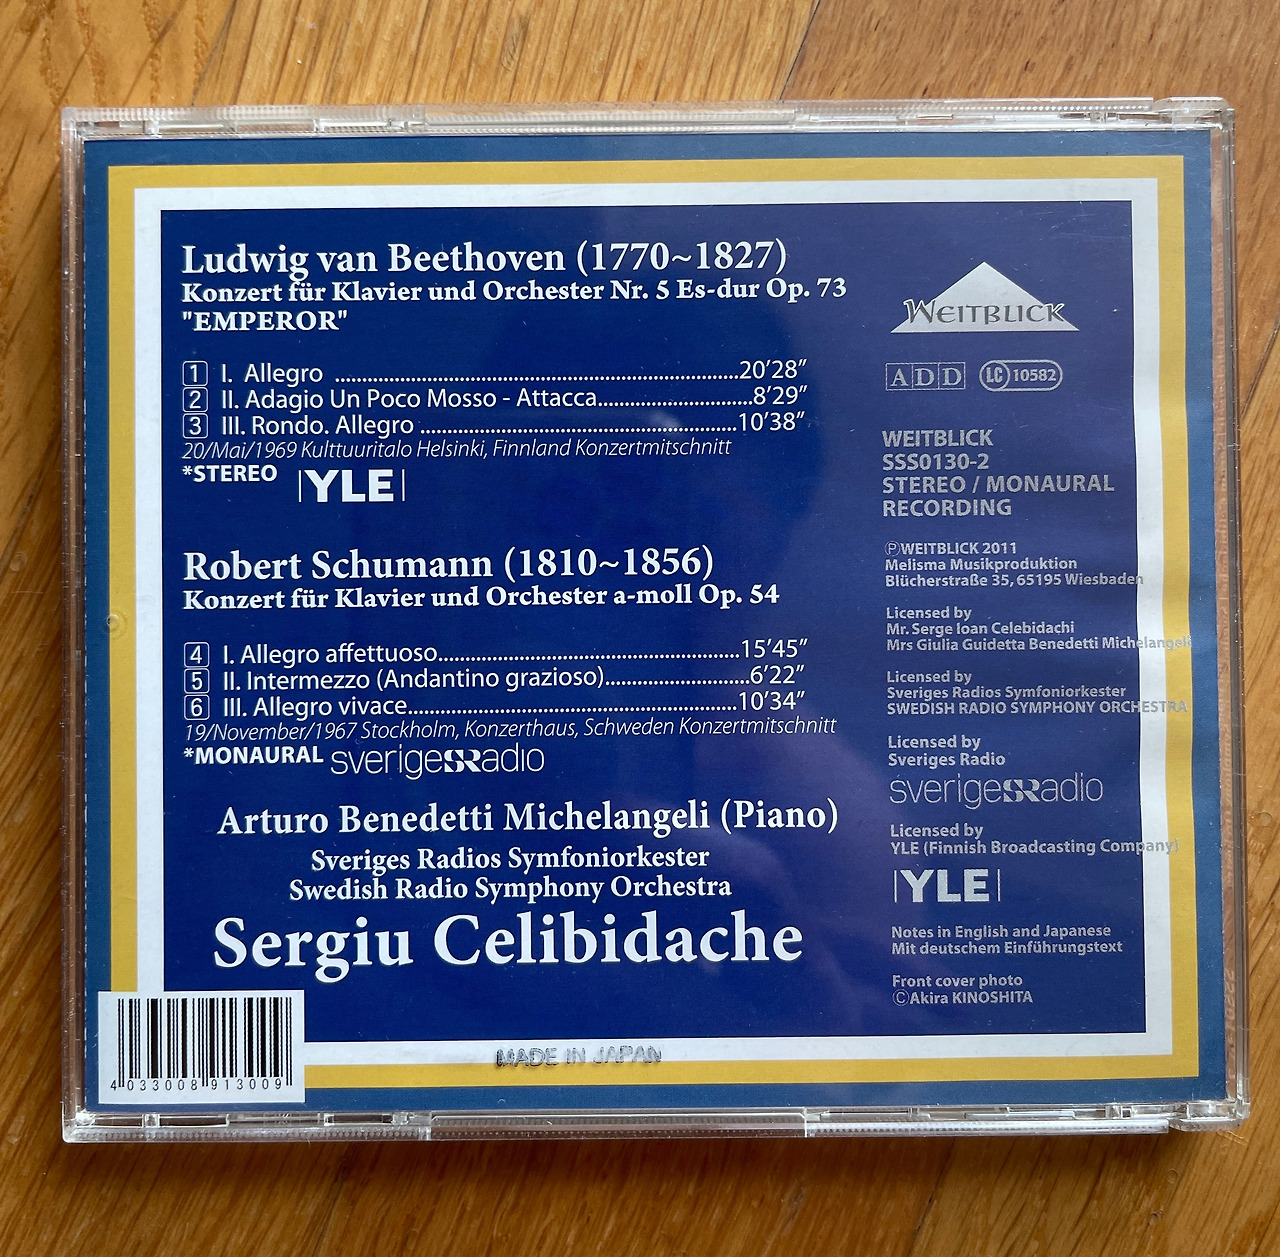 Ludwig van Beethoven (1770~1827)
Konzert für Klavier und Orchester Nr. 5 Es-dur Op. 73
"EMPEROR"
1 I. Allegro ........ 20’28”
2 II. Adagio Un Poco Mosso - Attacca........ 8’29”
3 III. Rondo. Allegro ........ 10’38”
20/Mai/1969 Kulttuuritalo Helsinki, Finnland Konzertmitschnitt
*STEREO |YLE|
Robert Schumann (1810~1856)
Konzert für Klavier und Orchester a-moll Op. 54
4 I. Allegro affettuoso........ 15’45”
5 II. Intermezzo (Andantino grazioso)........ 6’22”
6 III. Allegro vivace........ 10’34”
19/November/1967 Stockholm, Konzerthaus, Schweden Konzertmitschnitt
*MONAURAL sverigesSRradio
Arturo Benedetti Michelangeli (Piano)
Sveriges Radios Symfoniorkester
Swedish Radio Symphony Orchestra
Sergiu Celibidache
WEITBLICK
ADD LC 10582
WEITBLICK
SSS0130-2
STEREO / MONAURAL
RECORDING
ⓅWEITBLICK 2011
Melisma Musikproduktion
Blücherstraße 35, 65195 Wiesbaden
Licensed by
Mr. Serge Ioan Celebidachi
Mrs Giulia Guidetta Benedetti Michelangeli
Licensed by
Sveriges Radios Symfoniorkester
SWEDISH RADIO SYMPHONY ORCHESTRA
Licensed by
Sveriges Radio
sverigesSRradio
Licensed by
YLE (Finnish Broadcasting Company)
|YLE|
Notes in English and Japanese
Mit deutschem Einführungstext
Front cover photo
ⒸAkira KINOSHITA
4 033008 913009
MADE IN JAPAN